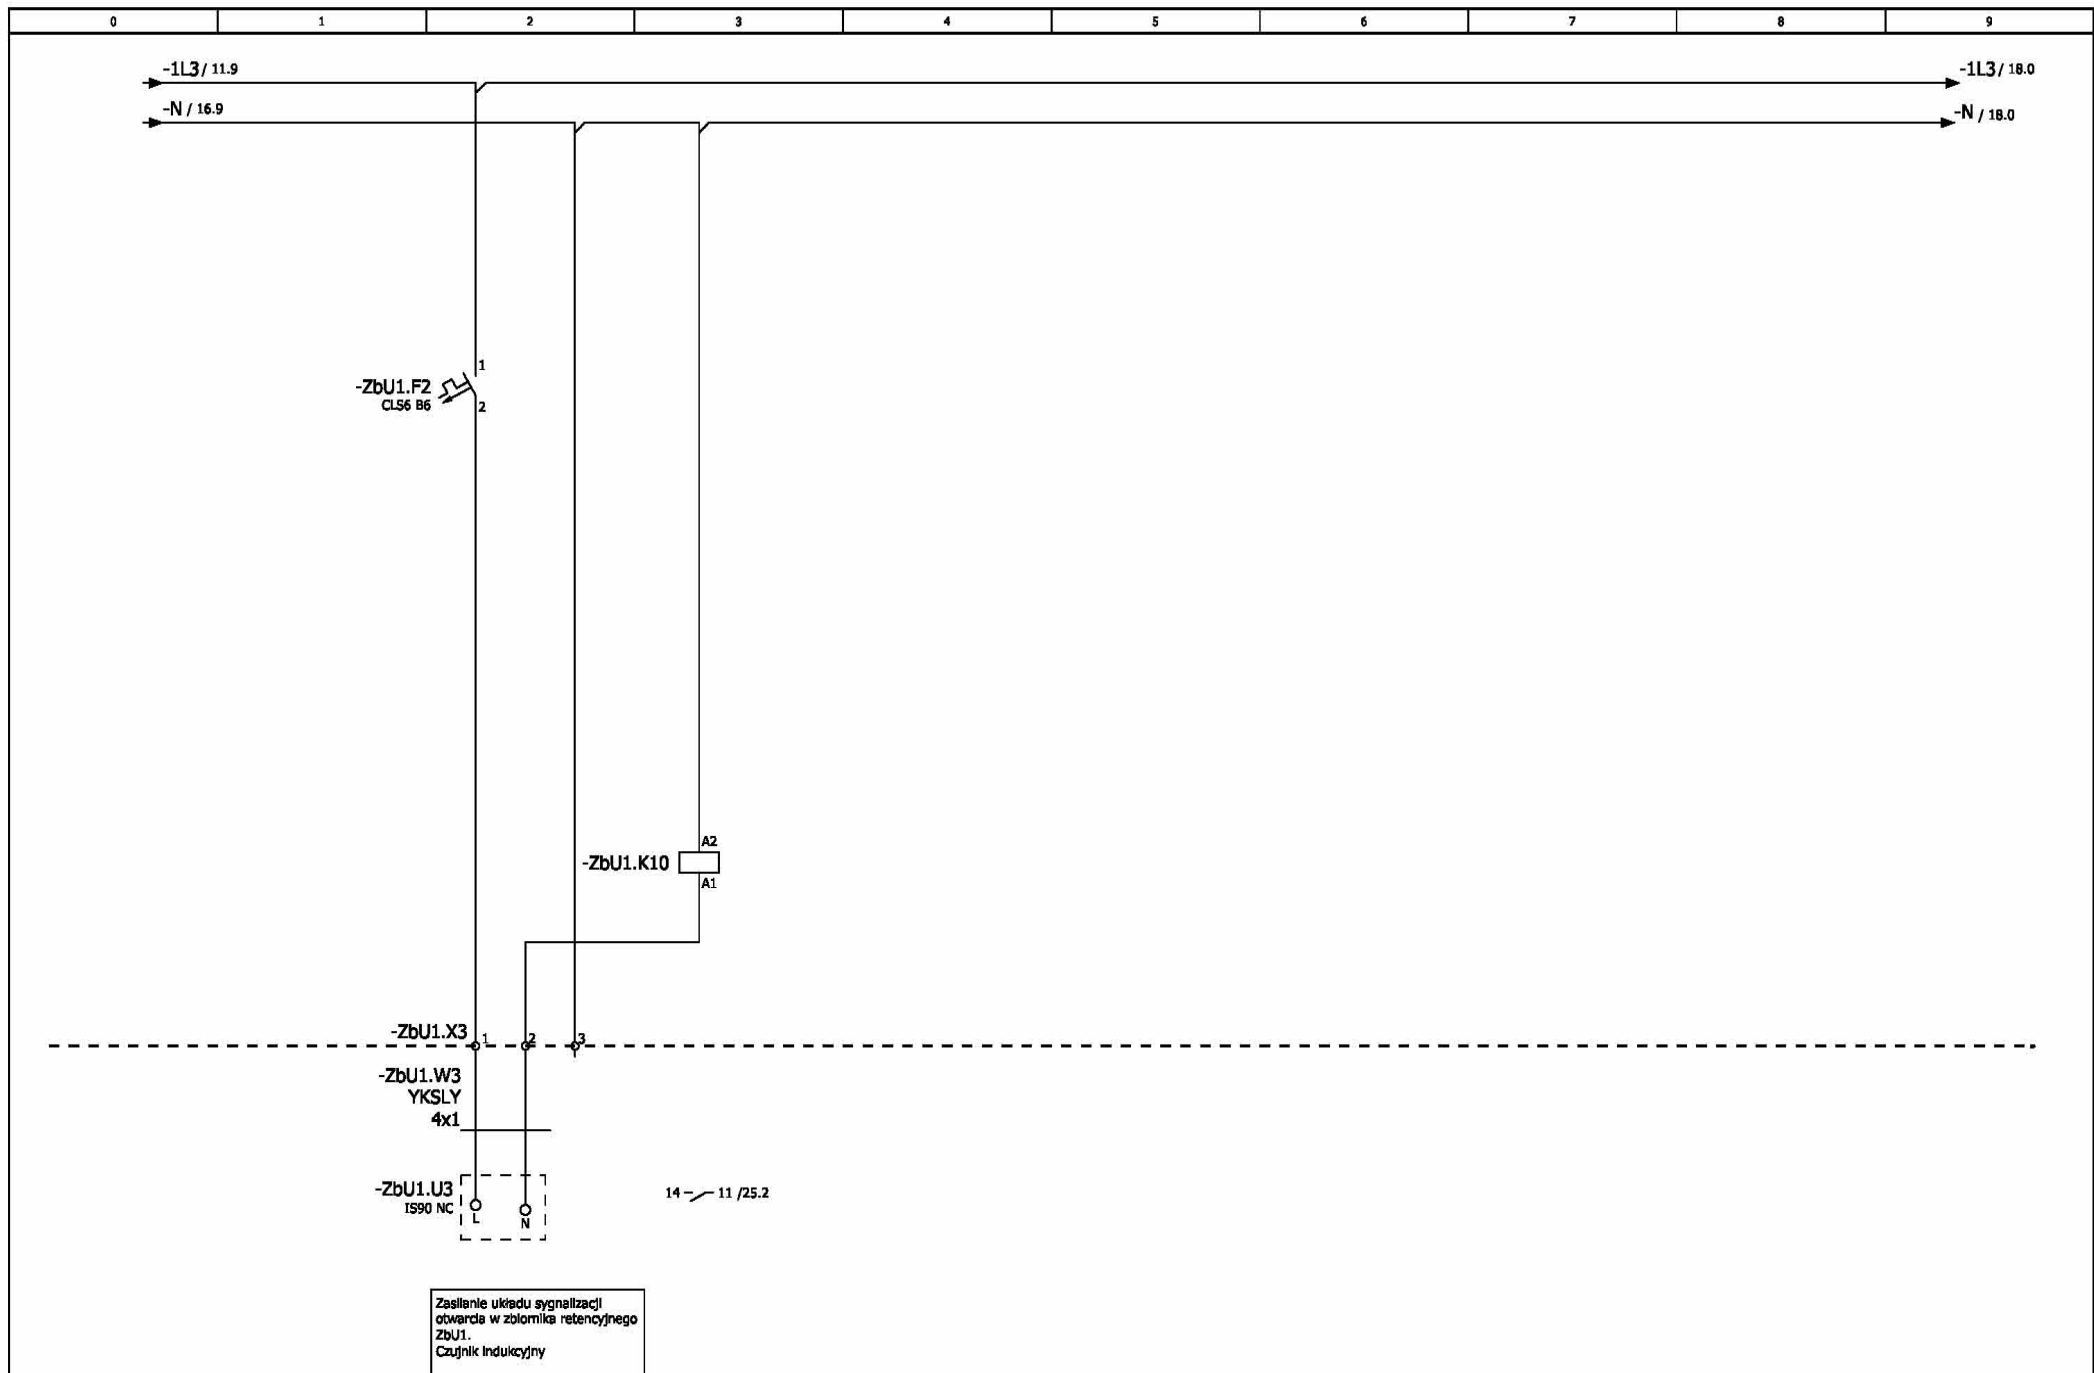 0 1 2 3 4 5 6 7 8 9
-1L3 / 11.9
-1L3 / 18.0
-N / 16.9
-N / 18.0
1
-ZbU1.F2
CLS6 B6
2
A2
-ZbU1.K10
A1
-ZbU1.X3
1 2 3
-ZbU1.W3
YKSLY
4x1
-ZbU1.U3
IS90 NC
L
N
14 11 /25.2
Zasilanie układu sygnalizacji
otwarcia w zbiornika retencyjnego
ZbU1.
Czujnik indukcyjny